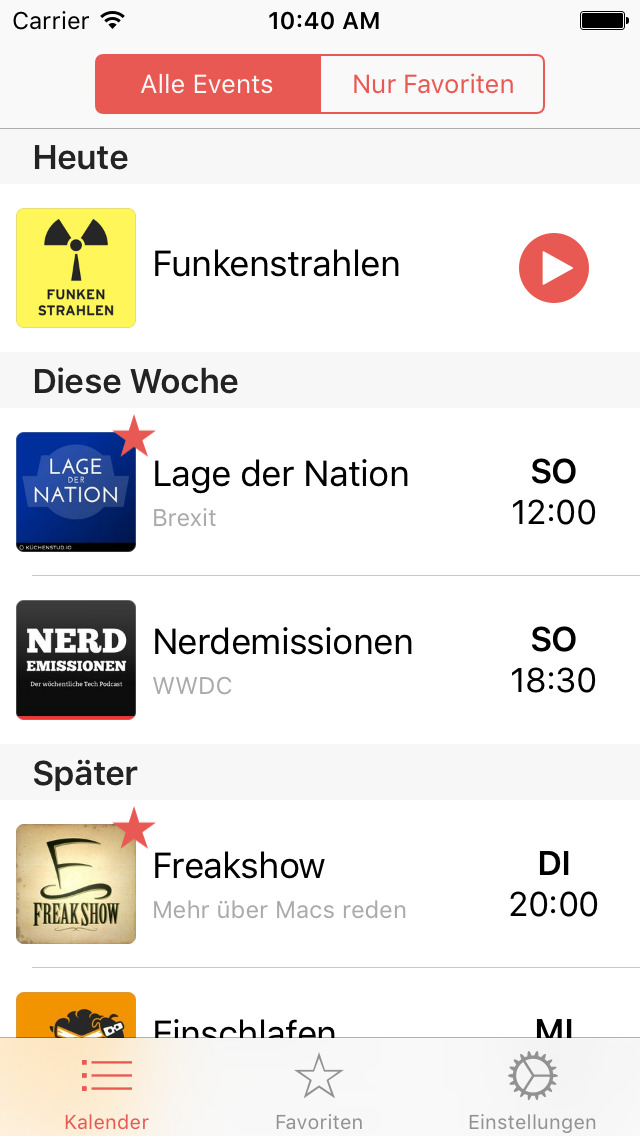 Carrier 10:40 AM
Alle Events Nur Favoriten
Heute
FUNKEN
STRAHLEN
Funkenstrahlen
Diese Woche
LAGE
DER
NATION
KÜCHENSTUD.IO
Lage der Nation
Brexit
SO
12:00
NERD
EMISSIONEN
Der wöchentliche Tech Podcast
Nerdemissionen
WWDC
SO
18:30
Später
FREAK SHOW
Freakshow
Mehr über Macs reden
DI
20:00
Einschlafen
MI
Kalender Favoriten Einstellungen